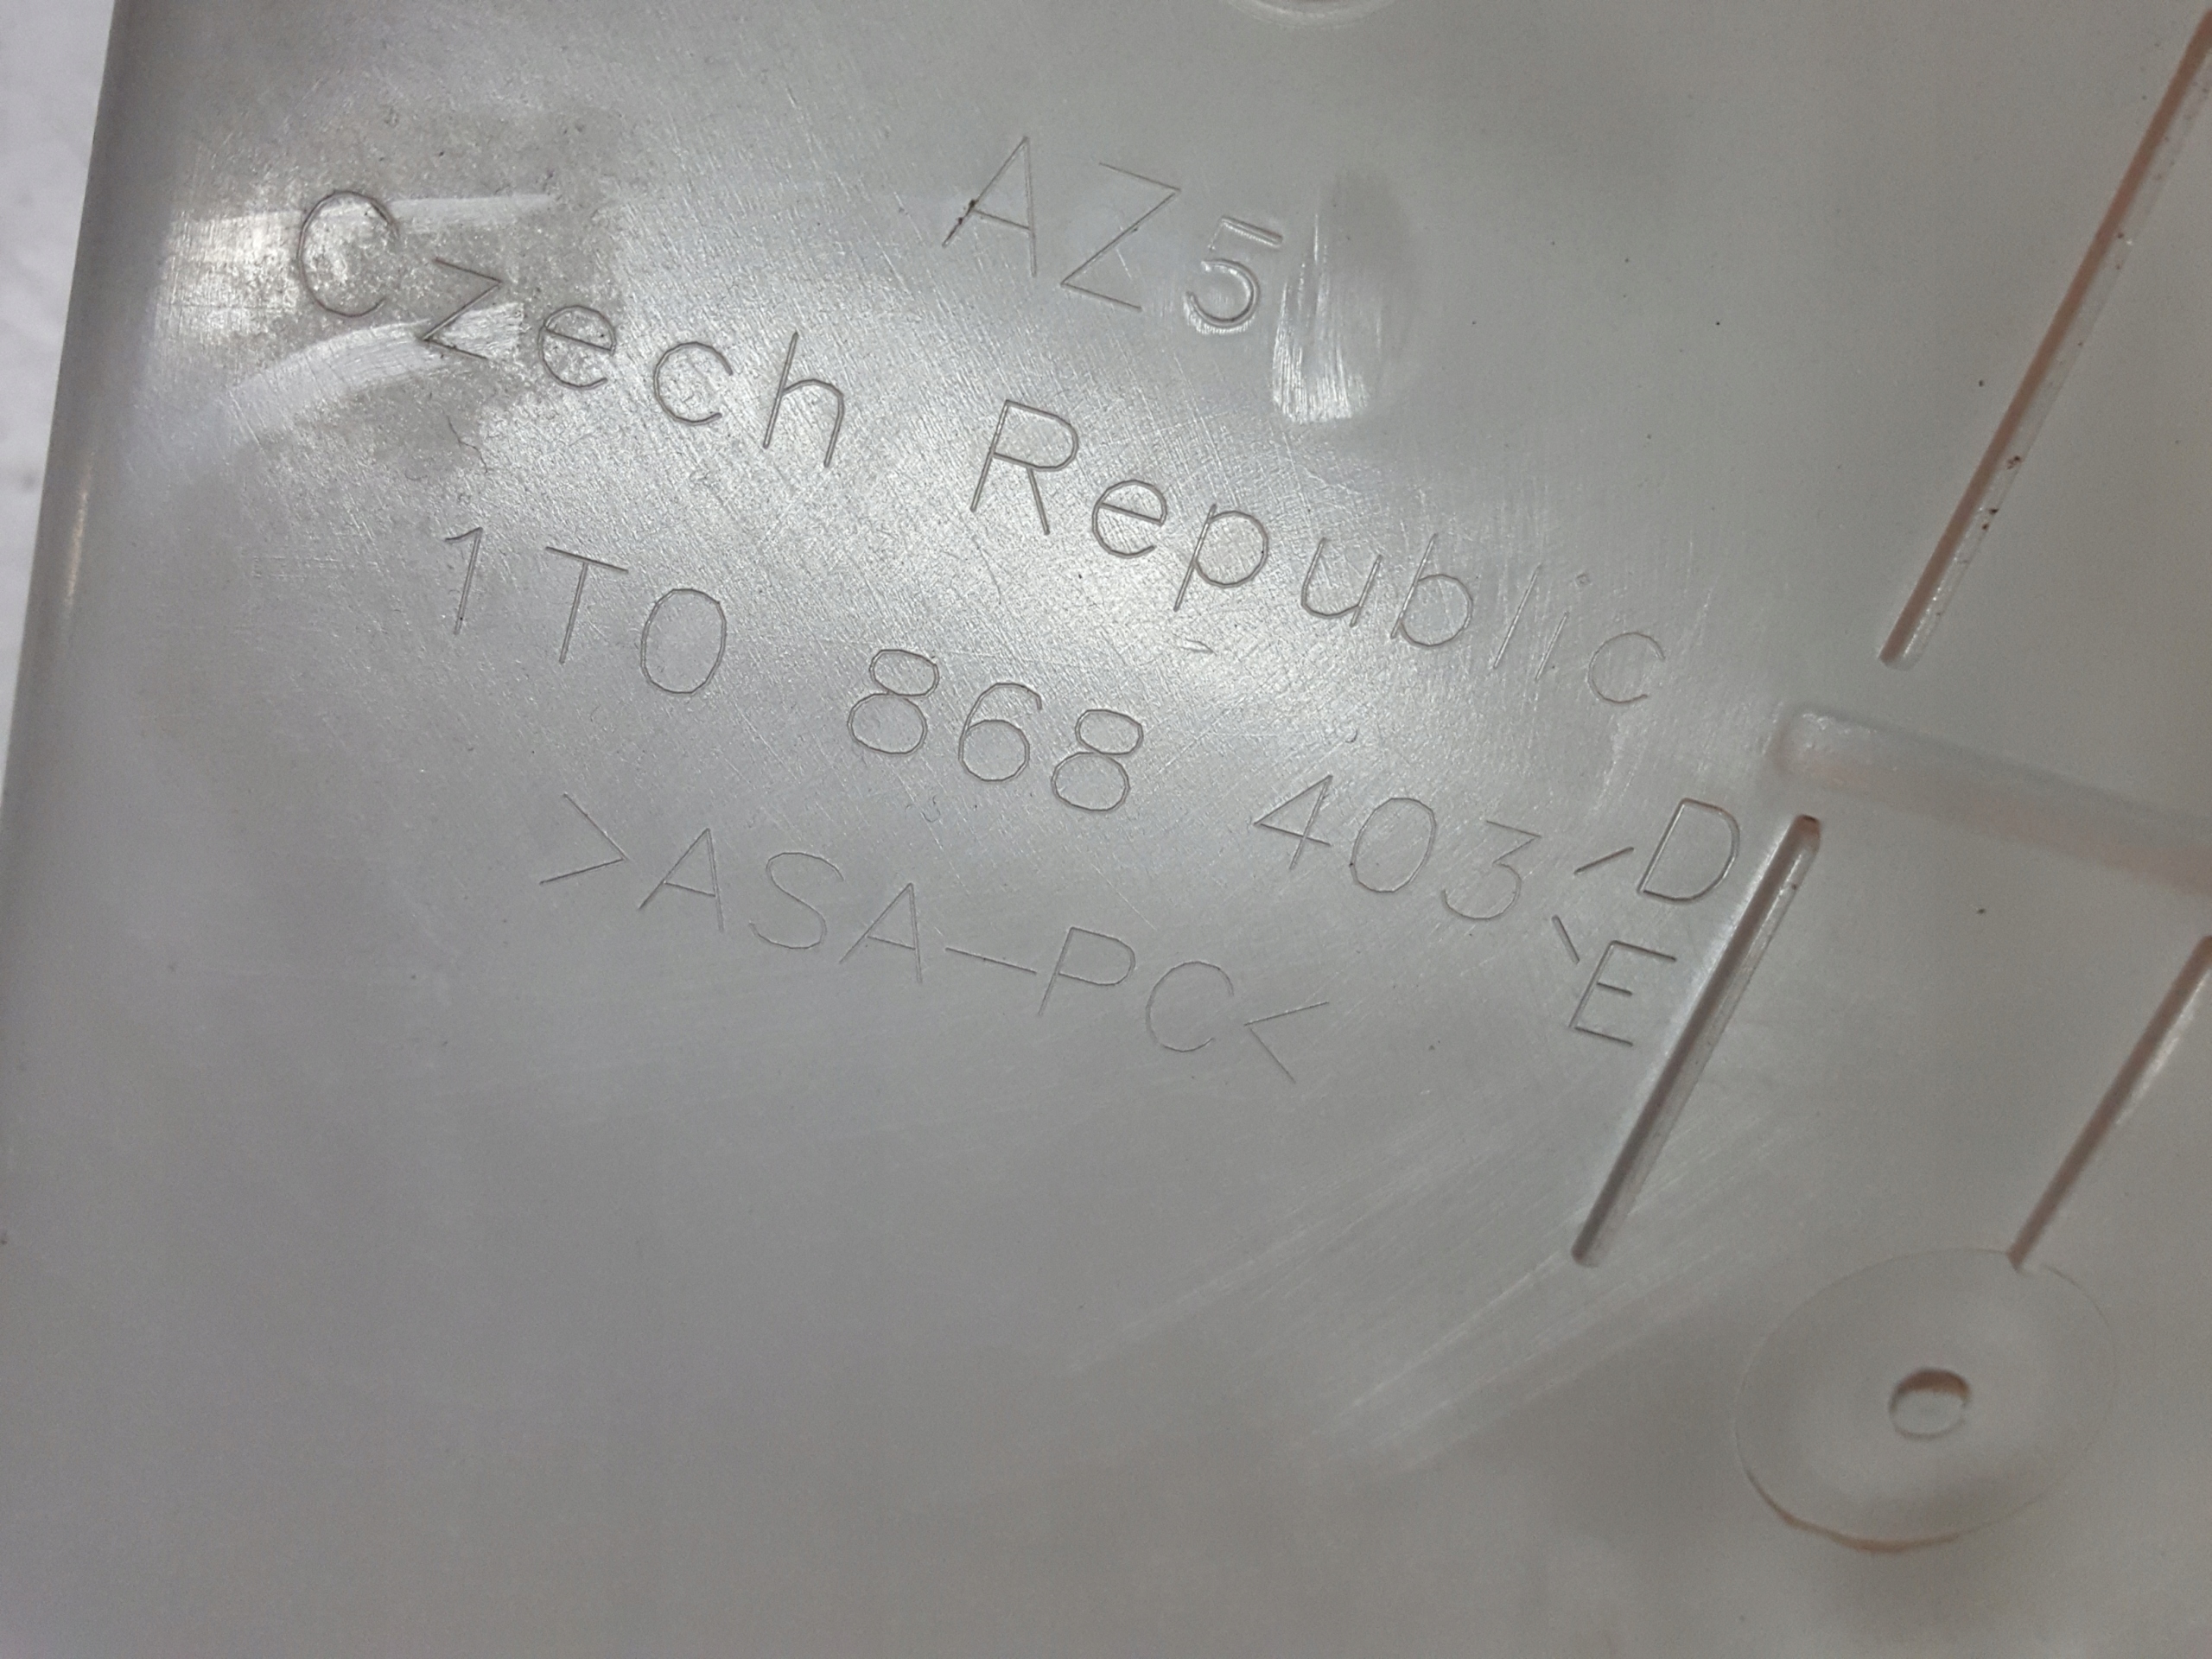 AZ5
Czech Republic
1T0 868 403 D
E
>ASA-PC<